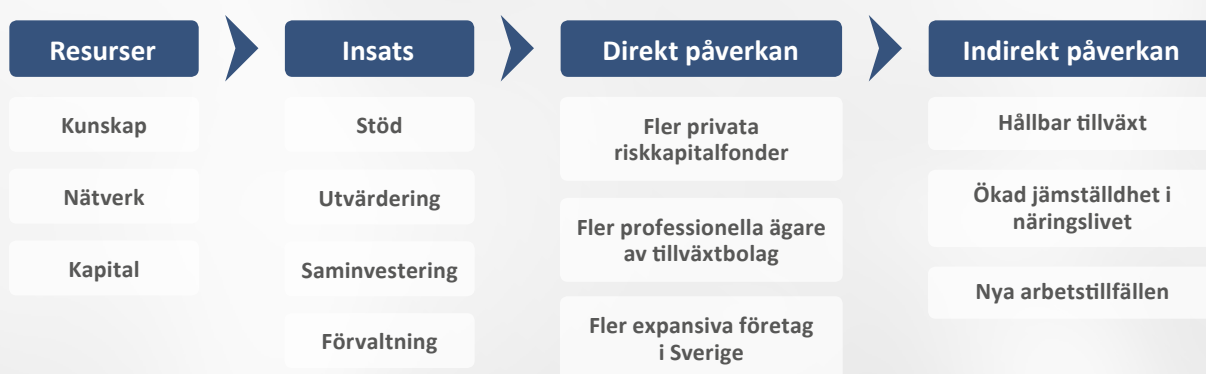 Resurser
Kunskap
Nätverk
Kapital
Insats
Stöd
Utvärdering
Saminvestering
Förvaltning
Direkt påverkan
Fler privata
riskkapitalfonder
Fler professionella ägare
av tillväxtbolag
Fler expansiva företag
i Sverige
Indirekt påverkan
Hållbar tillväxt
Ökad jämställdhet i
näringslivet
Nya arbetstillfällen